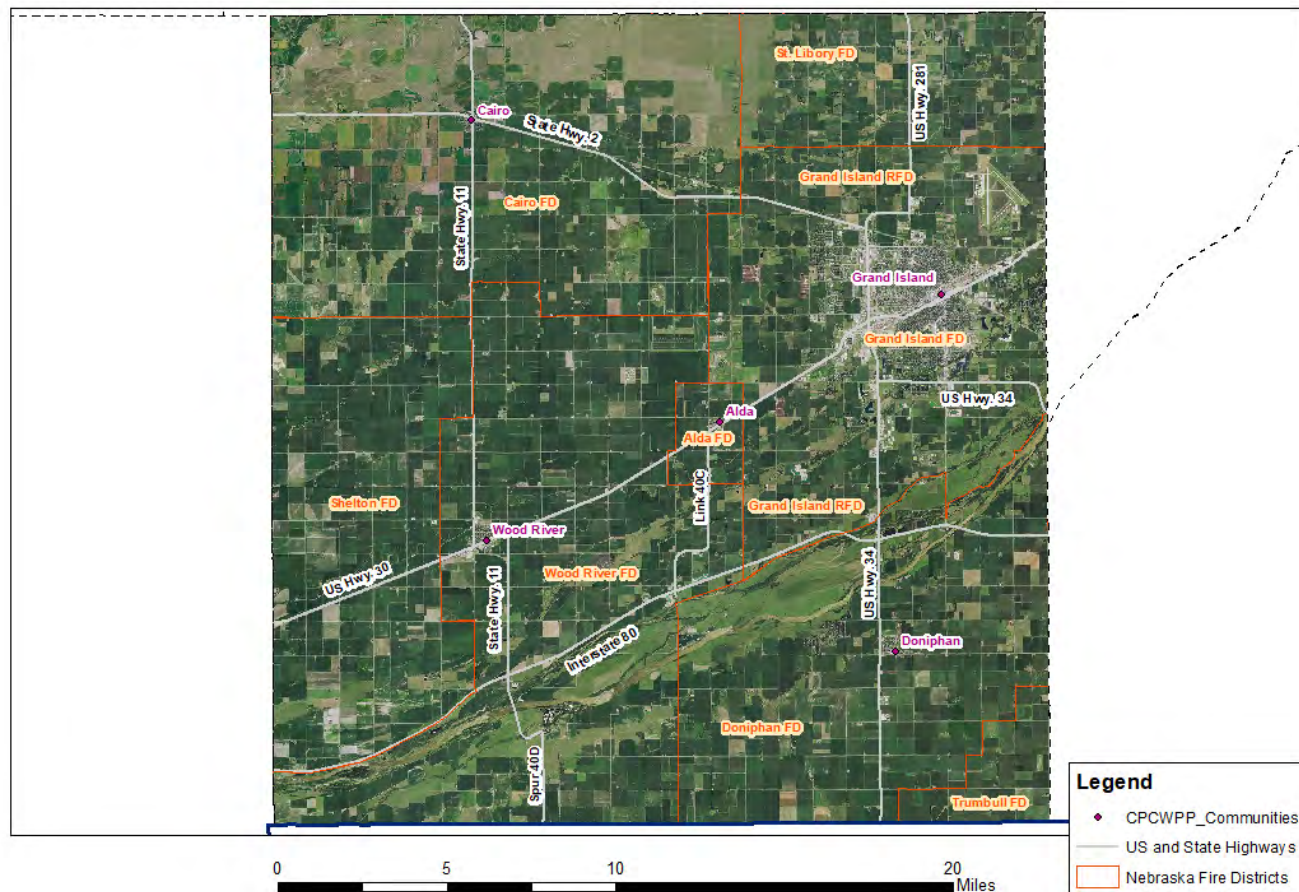 St. Libory FD
US Hwy. 281
Cairo
State Hwy. 2
Grand Island RFD
Cairo FD
State Hwy. 11
Grand Island
Grand Island FD
US Hwy. 34
Alda
Alda FD
Shelton FD
Link 40C
Grand Island RFD
Wood River
US Hwy. 30
Wood River FD
State Hwy. 11
US Hwy. 34
Interstate 80
Doniphan
Doniphan FD
Spur 40D
Trumbull FD
Legend
CPCWPP_Communities
US and State Highways
Nebraska Fire Districts
0 5 10 20
Miles